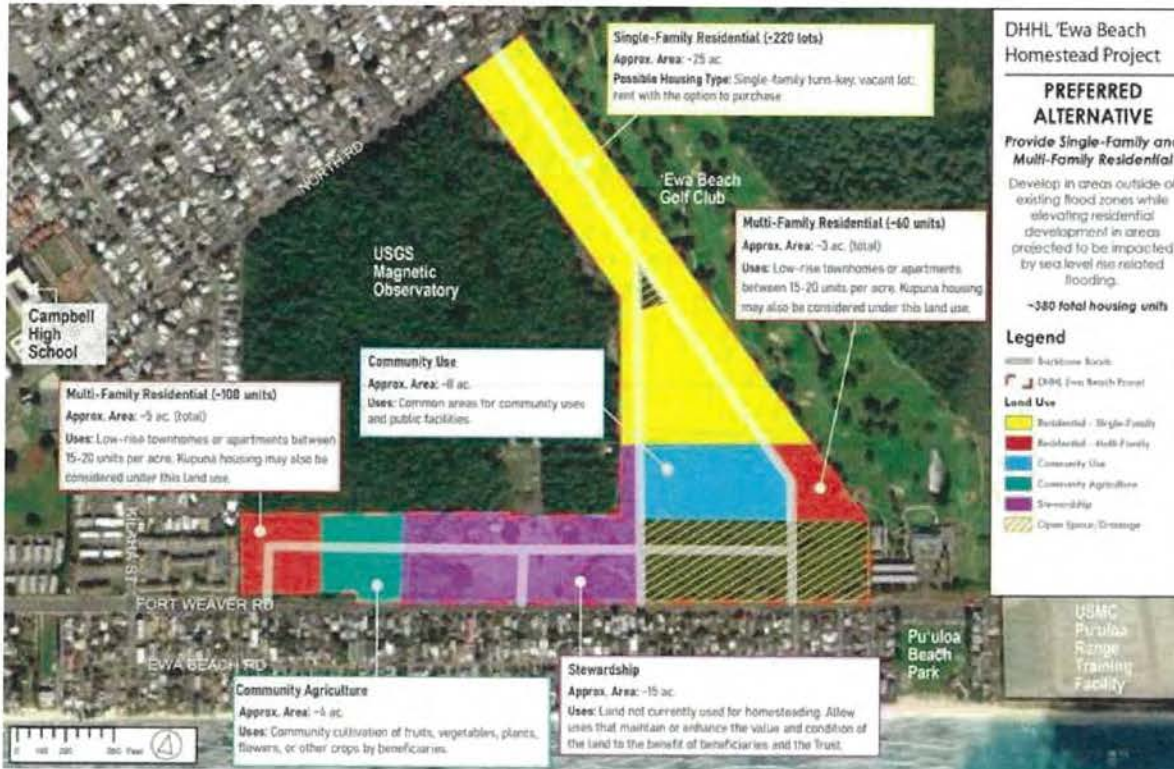 Single-Family Residential (~220 lots)
Approx. Area: ~25 ac.
Possible Housing Type: Single-family turn-key, vacant lot;
rent with the option to purchase
DHHL 'Ewa Beach
Homestead Project
PREFERRED
ALTERNATIVE
Provide Single-Family and
Multi-Family Residential
Develop in areas outside of
existing flood zones while
elevating residential
development in areas
projected to be impacted
by sea level rise related
flooding.
~380 total housing units
Legend
Backbone Roads
DHHL Ewa Beach Parcel
Land Use
Residential - Single-Family
Residential - Multi-Family
Community Use
Community Agriculture
Stewardship
Open Space/Drainage
NORTH RD
'Ewa Beach
Golf Club
USGS
Magnetic
Observatory
Multi-Family Residential (~60 units)
Approx. Area: ~3 ac. (total)
Uses: Low-rise townhomes or apartments
between 15-20 units per acre. Kupuna housing
may also be considered under this land use.
Campbell
High
School
Community Use
Approx. Area: ~8 ac.
Uses: Common areas for community uses
and public facilities.
Multi-Family Residential (~100 units)
Approx. Area: ~5 ac. (total)
Uses: Low-rise townhomes or apartments between
15-20 units per acre. Kupuna housing may also be
considered under this land use.
FORT WEAVER RD
EWA BEACH RD
Community Agriculture
Approx. Area: ~4 ac.
Uses: Community cultivation of fruits, vegetables, plants,
flowers, or other crops by beneficiaries.
Stewardship
Approx. Area: ~15 ac.
Uses: Land not currently used for homesteading. Allow
uses that maintain or enhance the value and condition of
the land to the benefit of beneficiaries and the Trust.
Pu'uloa
Beach
Park
USMC
Pu'uloa
Range
Training
Facility
0
Feet